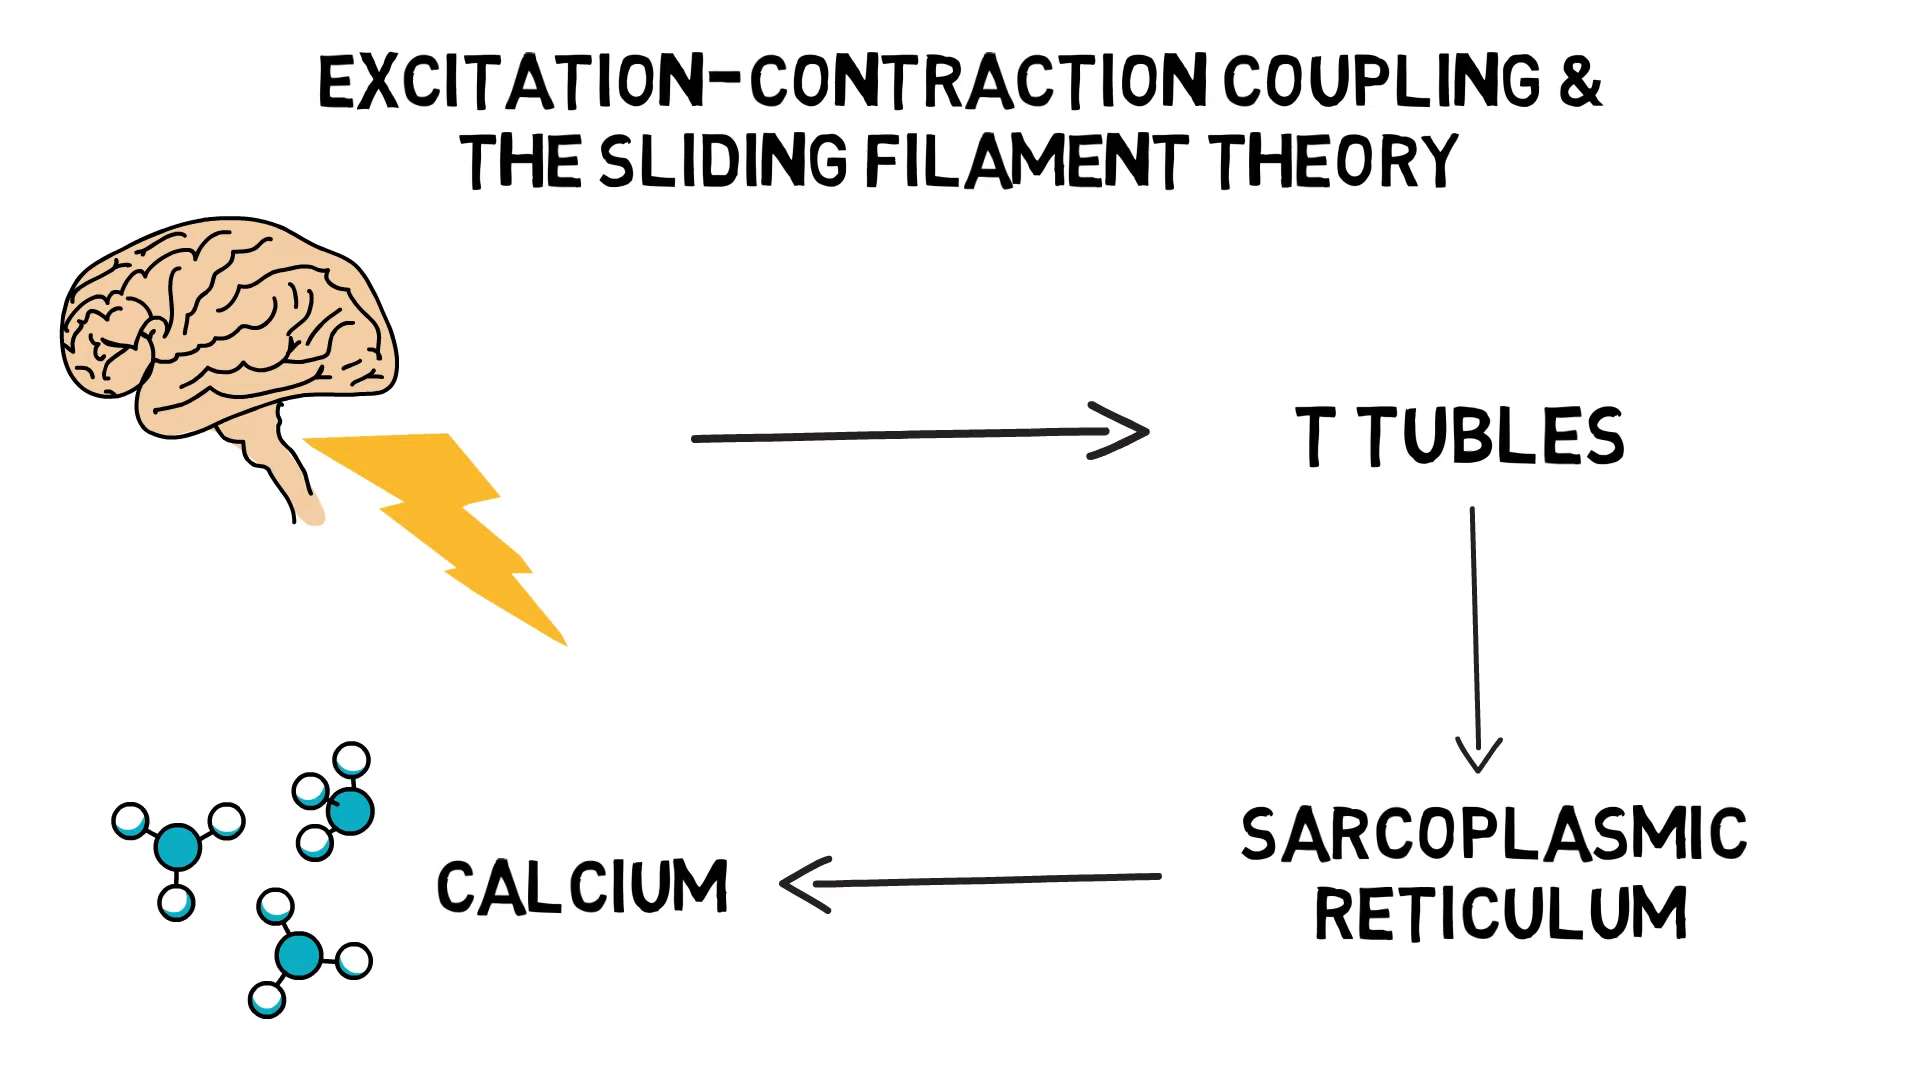 EXCITATION-CONTRACTION COUPLING &
THE SLIDING FILAMENT THEORY
T TUBLES
SARCOPLASMIC
RETICULUM
CALCIUM